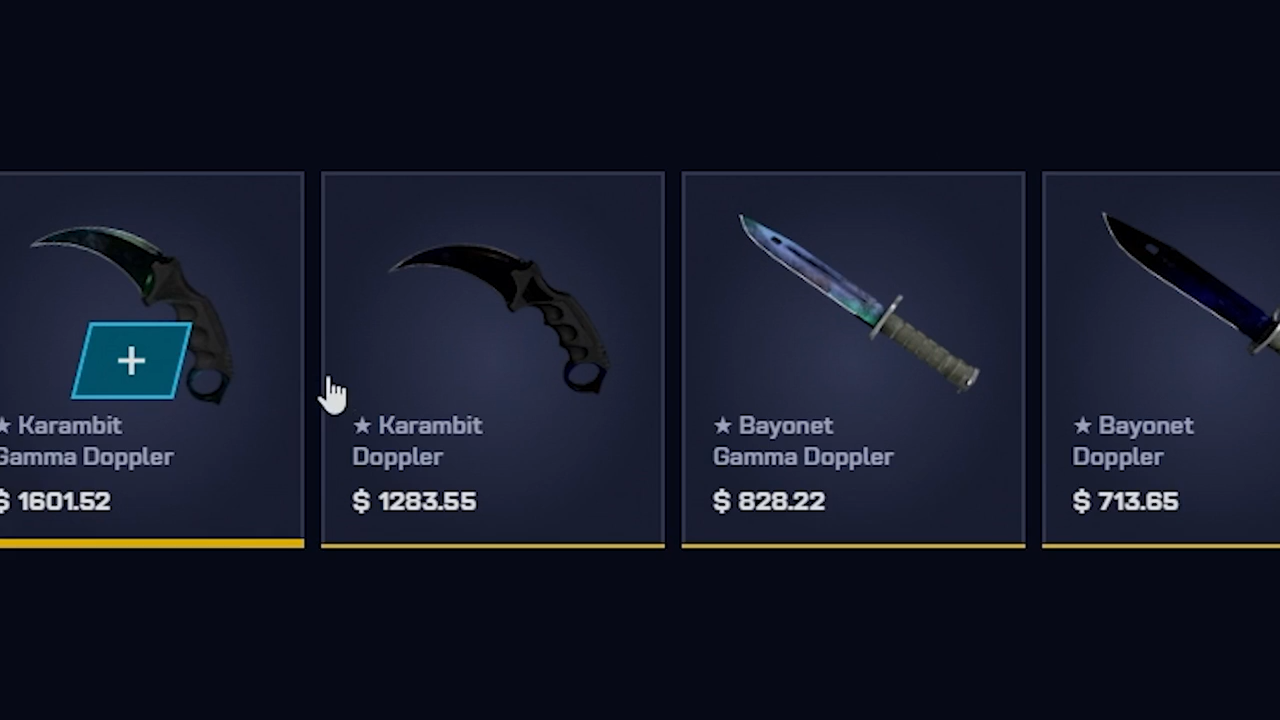 ★ Karambit
Gamma Doppler
$ 1601.52
★ Karambit
Doppler
$ 1283.55
★ Bayonet
Gamma Doppler
$ 828.22
★ Bayonet
Doppler
$ 713.65